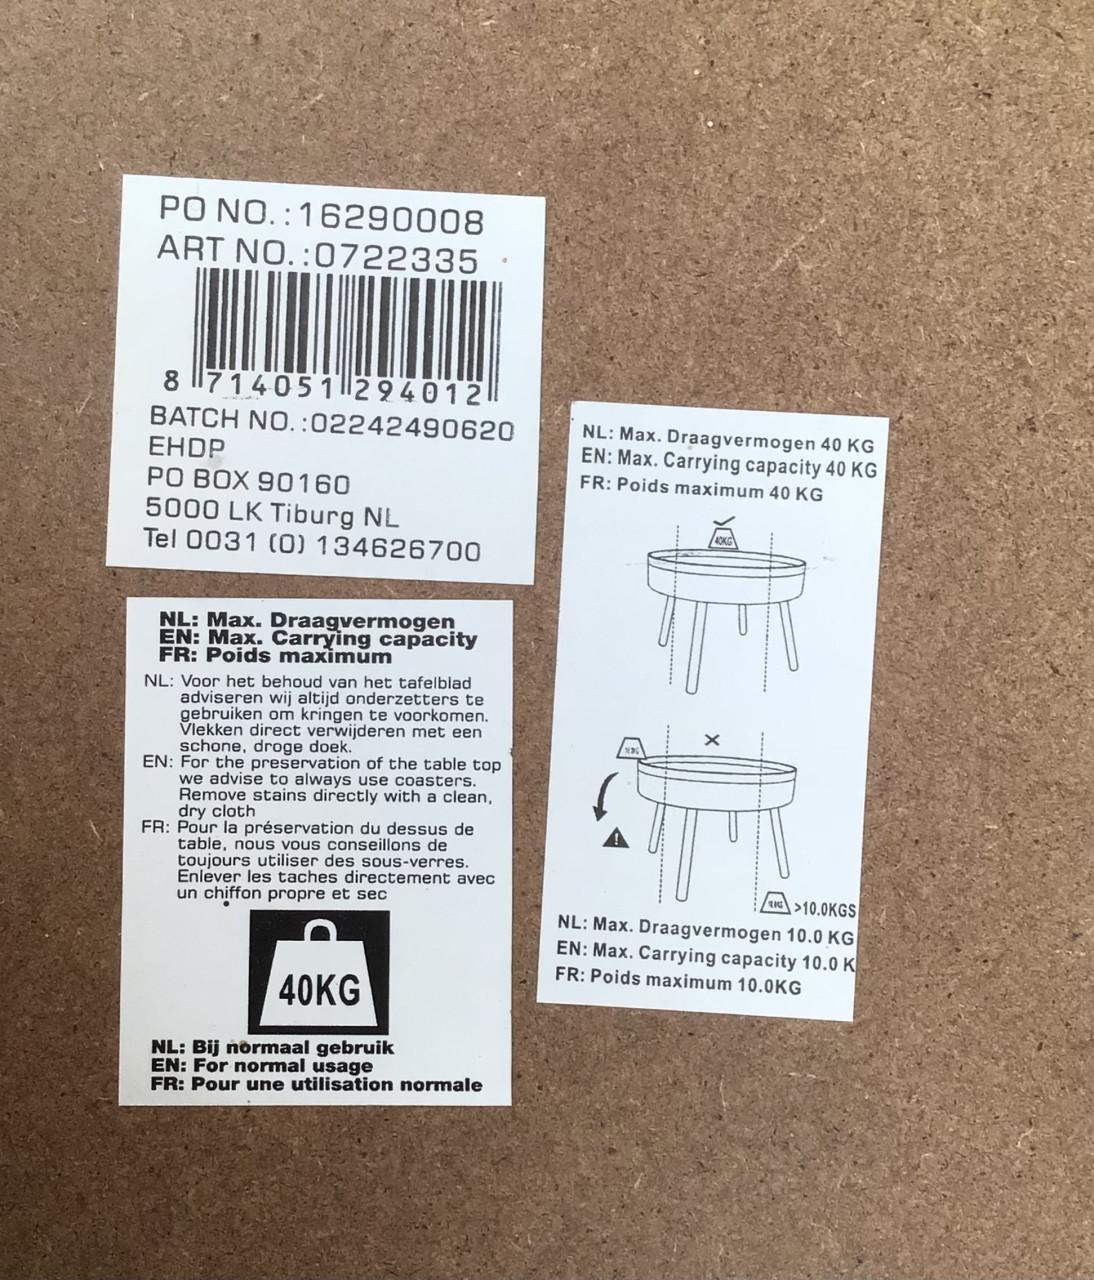 PO NO.:16290008
ART NO.:0722335
8 714051 294012
BATCH NO.:02242490620
EHDP
PO BOX 90160
5000 LK Tiburg NL
Tel 0031 (0) 134626700
NL: Max. Draagvermogen
EN: Max. Carrying capacity
FR: Poids maximum
NL: Voor het behoud van het tafelblad
adviseren wij altijd onderzetters te
gebruiken om kringen te voorkomen.
Vlekken direct verwijderen met een
schone, droge doek.
EN: For the preservation of the table top
we advise to always use coasters.
Remove stains directly with a clean,
dry cloth
FR: Pour la préservation du dessus de
table, nous vous conseillons de
toujours utiliser des sous-verres.
Enlever les taches directement avec
un chiffon propre et sec
40KG
NL: Bij normaal gebruik
EN: For normal usage
FR: Pour une utilisation normale
NL: Max. Draagvermogen 40 KG
EN: Max. Carrying capacity 40 KG
FR: Poids maximum 40 KG
40KG
>10.0KGS
NL: Max. Draagvermogen 10.0 KG
EN: Max. Carrying capacity 10.0 K
FR: Poids maximum 10.0KG